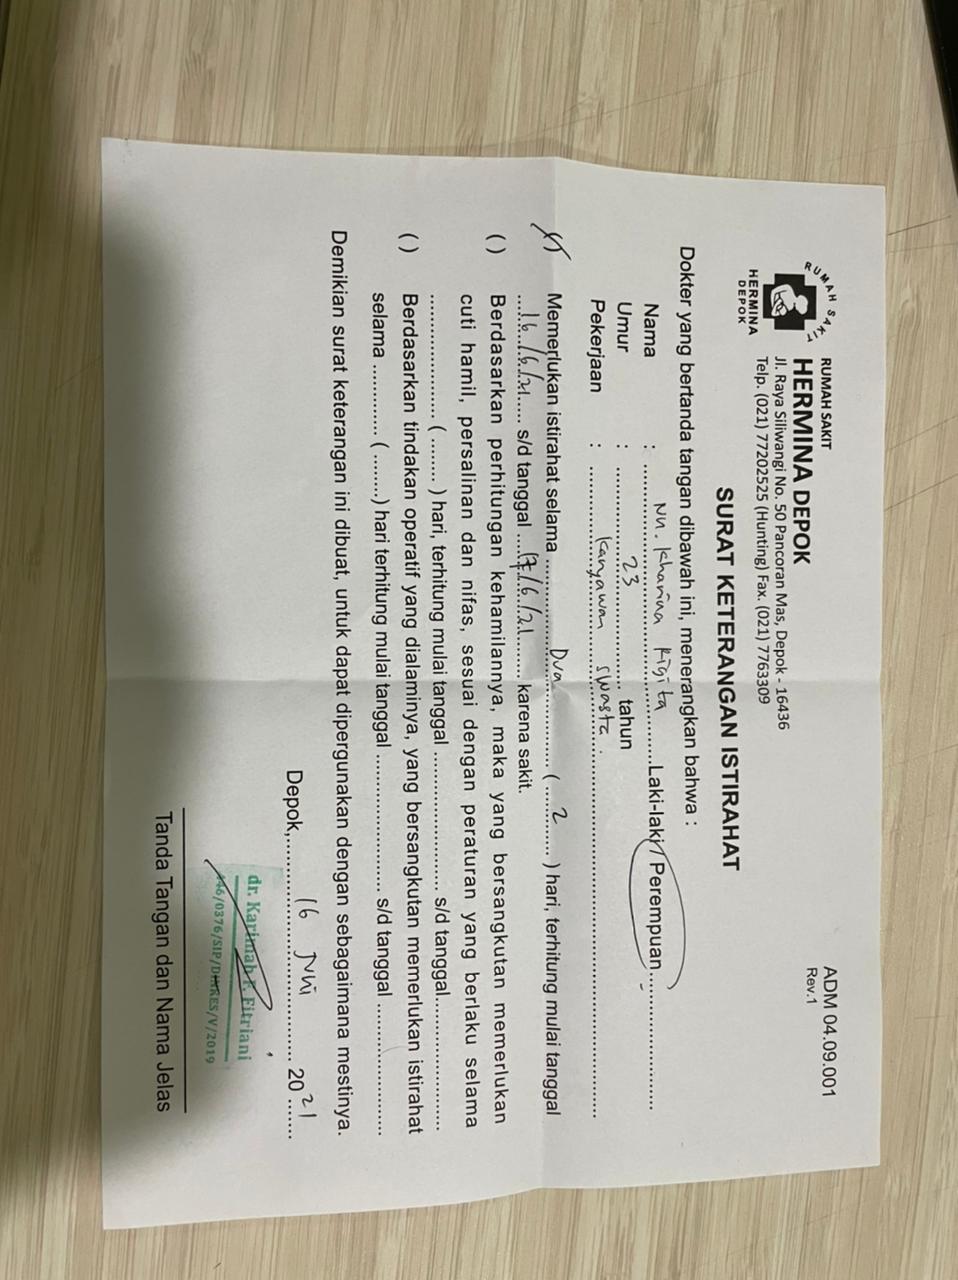 RUMAH SAKIT
HERMINA
DEPOK
RUMAH SAKIT
HERMINA DEPOK
Jl. Raya Siliwangi No. 50 Pancoran Mas, Depok - 16436
Telp. (021) 77202525 (Hunting) Fax. (021) 7763309
ADM 04.09.001
Rev.1
SURAT KETERANGAN ISTIRAHAT
Dokter yang bertanda tangan dibawah ini, menerangkan bahwa :
Nama : Nn. Kharina Rigita Laki-laki / Perempuan
Umur : 23 tahun
Pekerjaan : Karyawan swasta
Memerlukan istirahat selama Dua ( 2 ) hari, terhitung mulai tanggal
16/6/21 s/d tanggal 17/6/21 karena sakit.
( ) Berdasarkan perhitungan kehamilannya, maka yang bersangkutan memerlukan
cuti hamil, persalinan dan nifas, sesuai dengan peraturan yang berlaku selama
.................... ( ........ ) hari, terhitung mulai tanggal .................... s/d tanggal....................
( ) Berdasarkan tindakan operatif yang dialaminya, yang bersangkutan memerlukan istirahat
selama ............ ( ........) hari terhitung mulai tanggal .................... s/d tanggal ....................
Demikian surat keterangan ini dibuat, untuk dapat dipergunakan dengan sebagaimana mestinya.
Depok, 16 Juni 2021
dr. Karimah F. Fitriani
446/0376/SIP/DINKES/V/2019
Tanda Tangan dan Nama Jelas